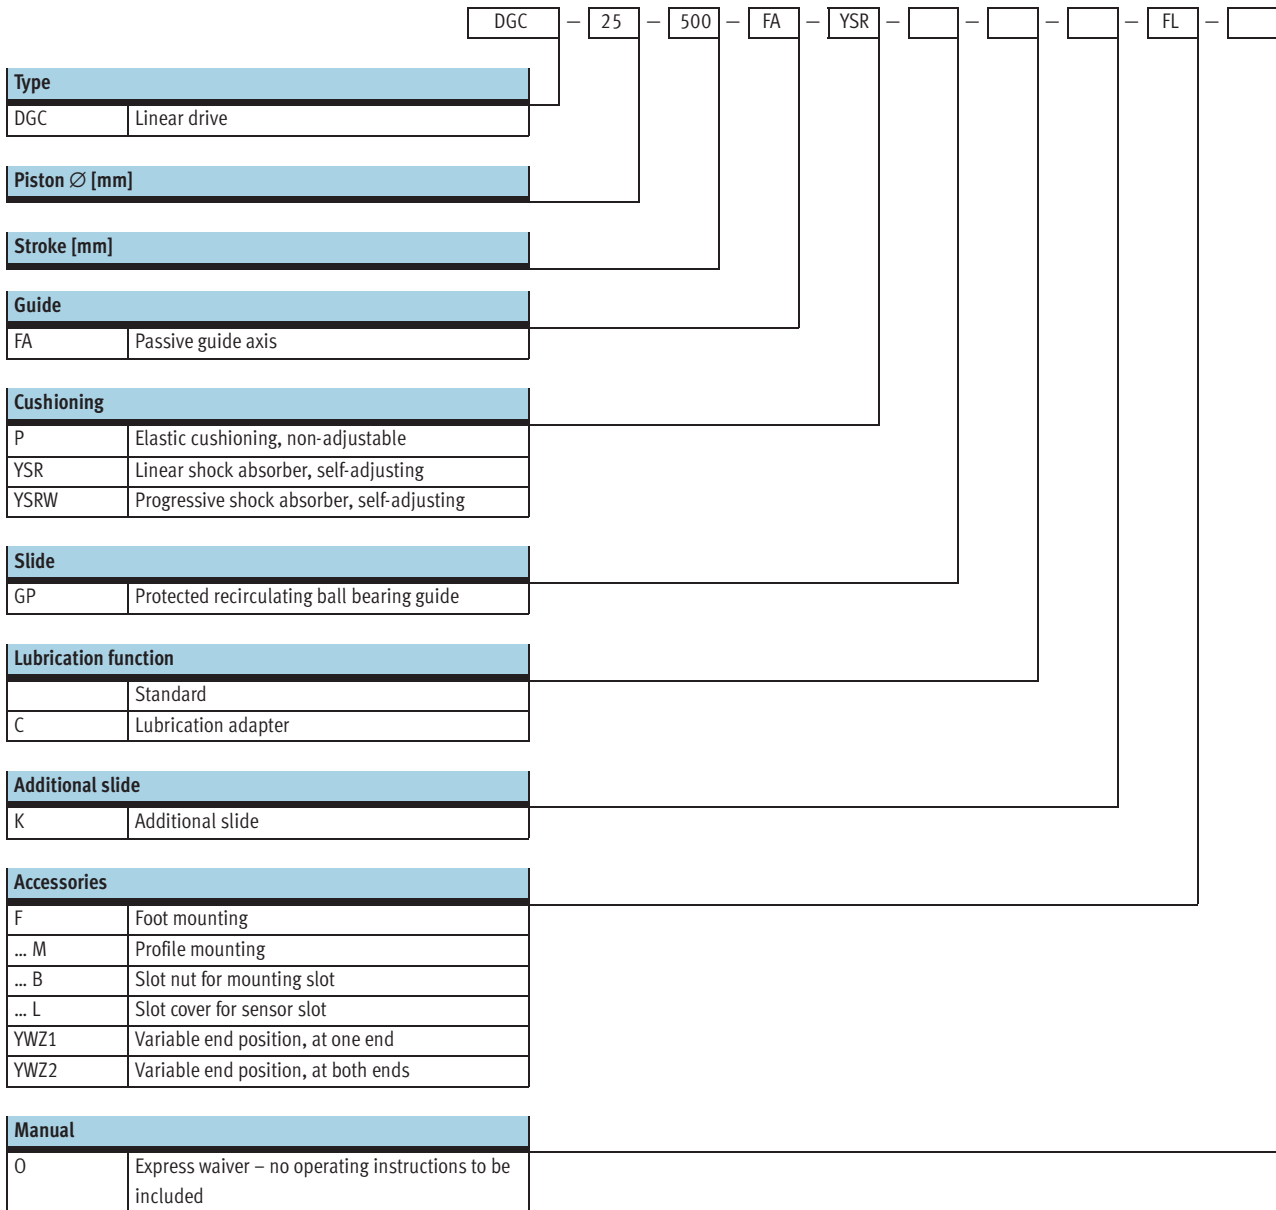 DGC – 25 – 500 – FA – YSR – – – – FL –
Type
DGC Linear drive
Piston ∅ [mm]
Stroke [mm]
Guide
FA Passive guide axis
Cushioning
P Elastic cushioning, non-adjustable
YSR Linear shock absorber, self-adjusting
YSRW Progressive shock absorber, self-adjusting
Slide
GP Protected recirculating ball bearing guide
Lubrication function
Standard
C Lubrication adapter
Additional slide
K Additional slide
Accessories
F Foot mounting
... M Profile mounting
... B Slot nut for mounting slot
... L Slot cover for sensor slot
YWZ1 Variable end position, at one end
YWZ2 Variable end position, at both ends
Manual
O Express waiver – no operating instructions to be
included